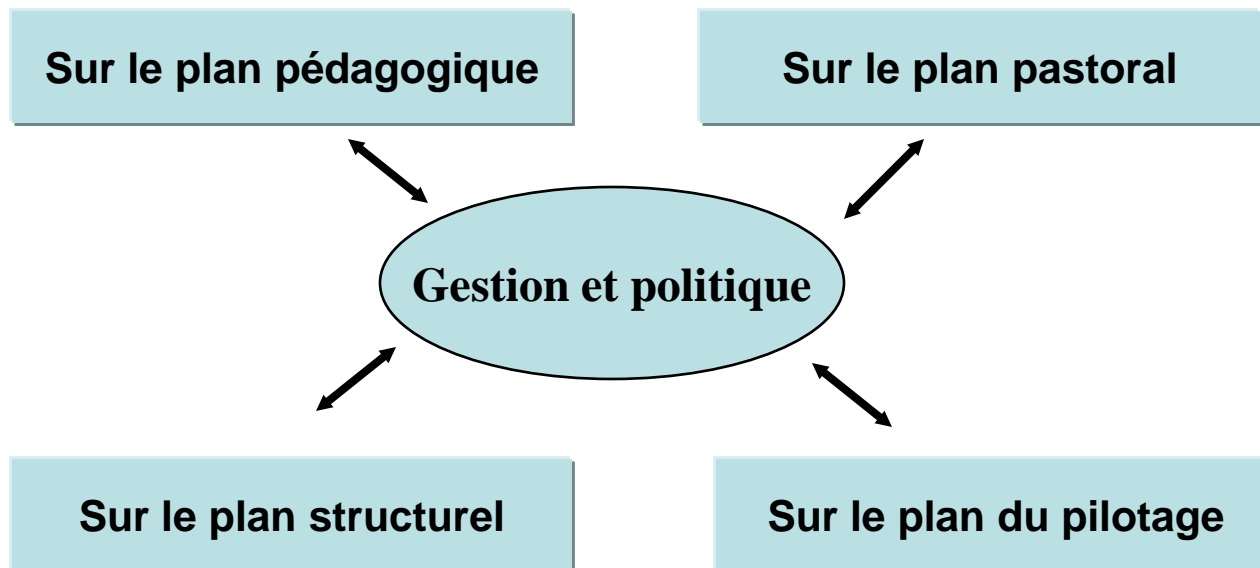 Sur le plan pédagogique
Sur le plan pastoral
Gestion et politique
Sur le plan structurel
Sur le plan du pilotage